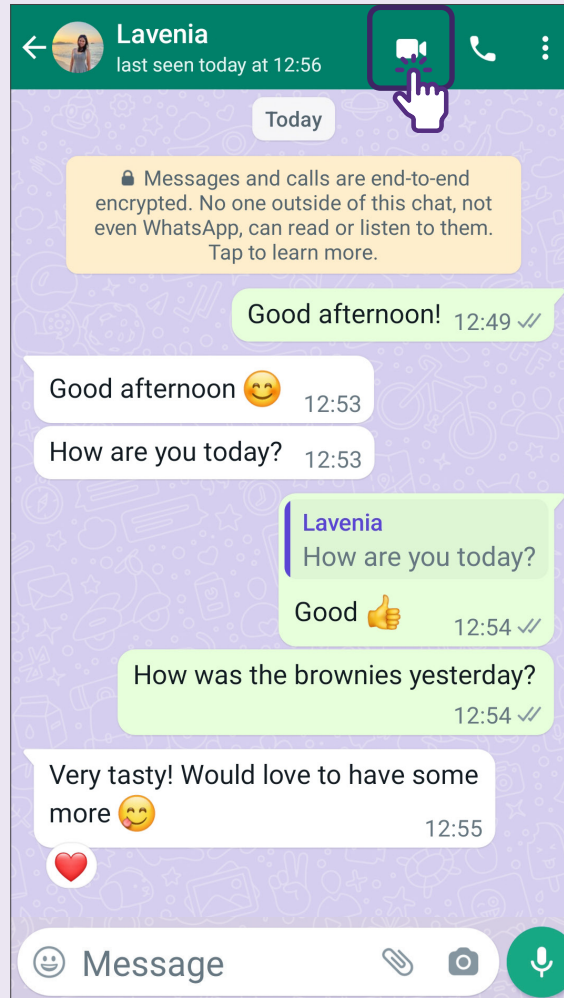 Lavenia
last seen today at 12:56
Today
Messages and calls are end-to-end
encrypted. No one outside of this chat, not
even WhatsApp, can read or listen to them.
Tap to learn more.
Good afternoon! 12:49
Good afternoon 😊 12:53
How are you today? 12:53
Lavenia
How are you today?
Good 👍 12:54
How was the brownies yesterday?
12:54
Very tasty! Would love to have some
more 😋 12:55
Message